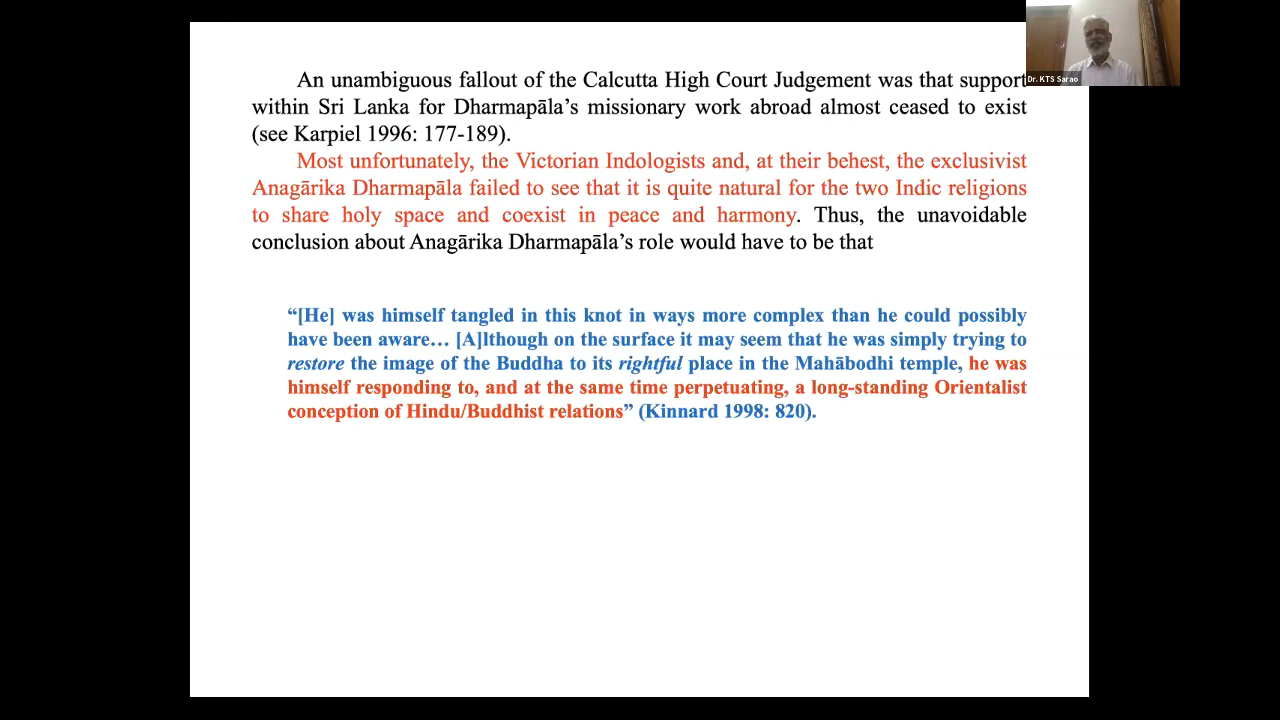 An unambiguous fallout of the Calcutta High Court Judgement was that support
within Sri Lanka for Dharmapāla’s missionary work abroad almost ceased to exist
(see Karpiel 1996: 177-189).
Most unfortunately, the Victorian Indologists and, at their behest, the exclusivist
Anagārika Dharmapāla failed to see that it is quite natural for the two Indic religions
to share holy space and coexist in peace and harmony. Thus, the unavoidable
conclusion about Anagārika Dharmapāla’s role would have to be that
“[He] was himself tangled in this knot in ways more complex than he could possibly
have been aware… [A]lthough on the surface it may seem that he was simply trying to
restore the image of the Buddha to its rightful place in the Mahābodhi temple, he was
himself responding to, and at the same time perpetuating, a long-standing Orientalist
conception of Hindu/Buddhist relations” (Kinnard 1998: 820).
Dr. KTS Sarao